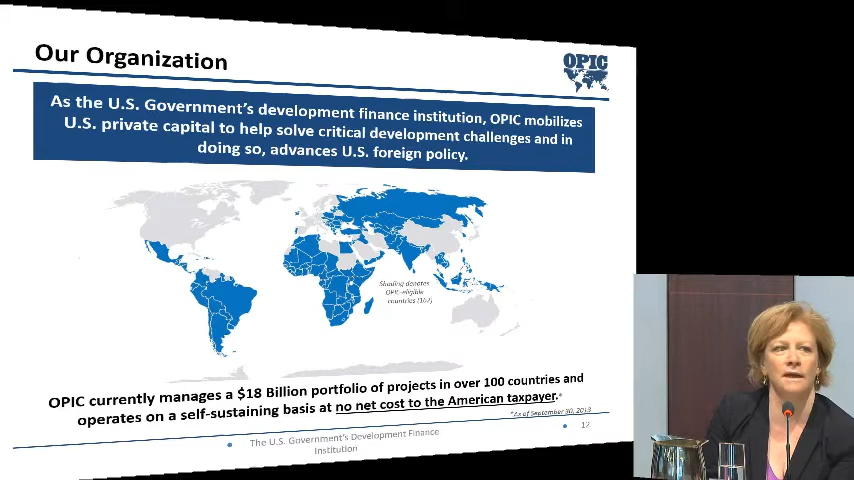 Our Organization
OPIC
As the U.S. Government's development finance institution, OPIC mobilizes
U.S. private capital to help solve critical development challenges and in
doing so, advances U.S. foreign policy.
Shading denotes
OPIC-eligible
countries (167)
OPIC currently manages a $18 Billion portfolio of projects in over 100 countries and
operates on a self-sustaining basis at no net cost to the American taxpayer.*
*As of September 30, 2013
The U.S. Government's Development Finance
Institution
12